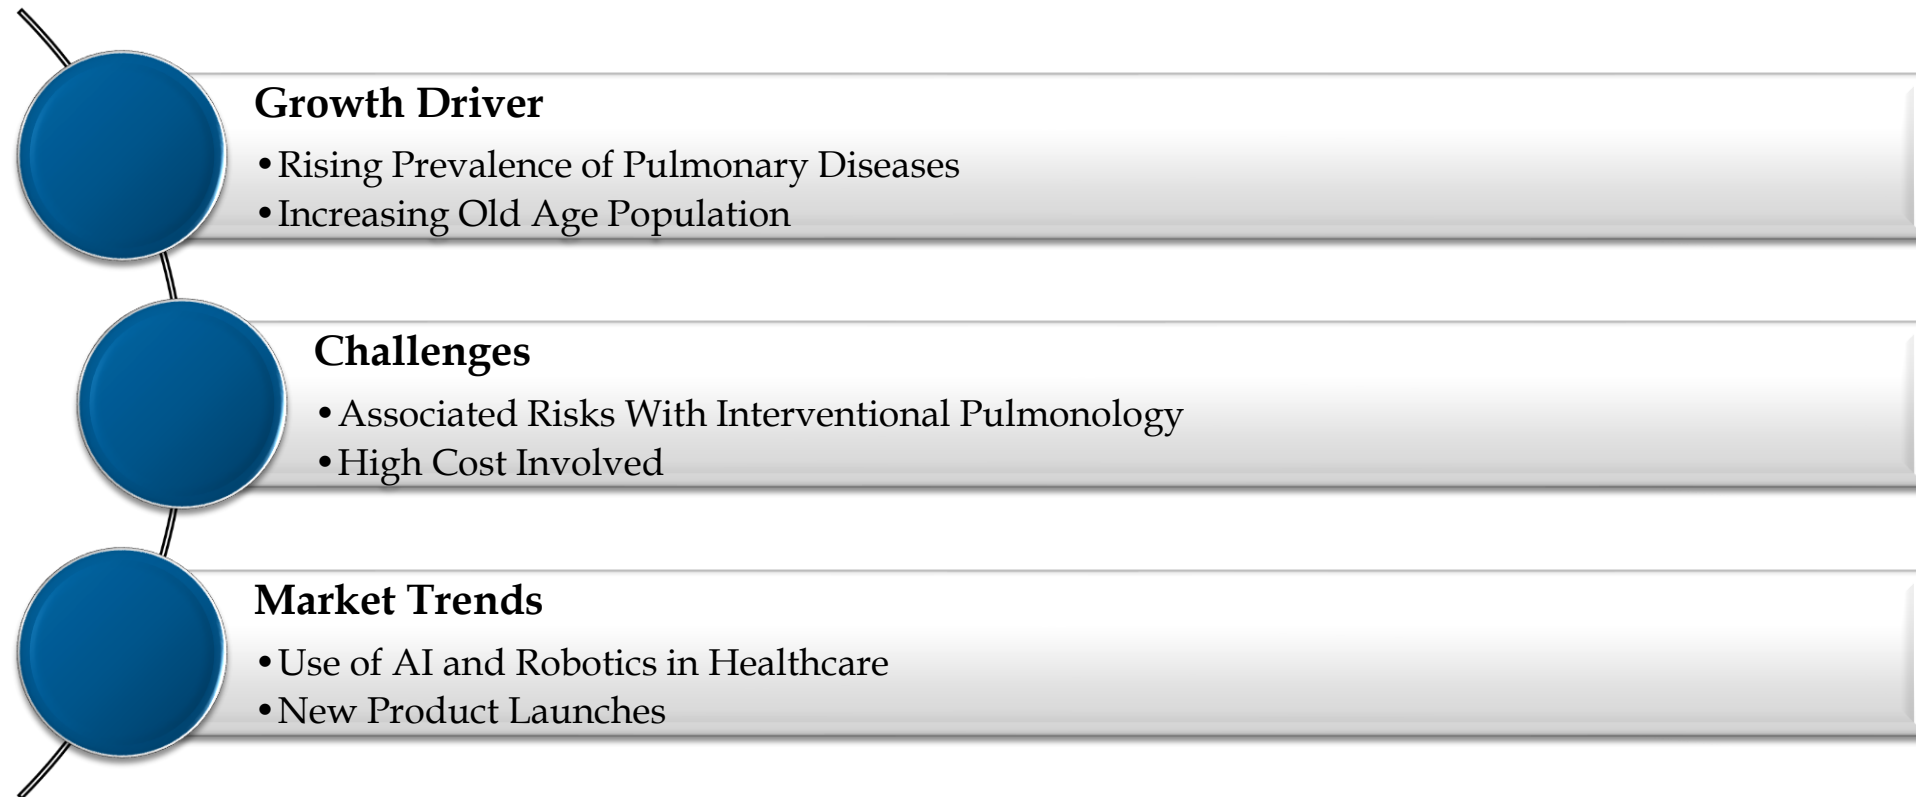 Growth Driver
•Rising Prevalence of Pulmonary Diseases
•Increasing Old Age Population
Challenges
•Associated Risks With Interventional Pulmonology
•High Cost Involved
Market Trends
•Use of AI and Robotics in Healthcare
•New Product Launches